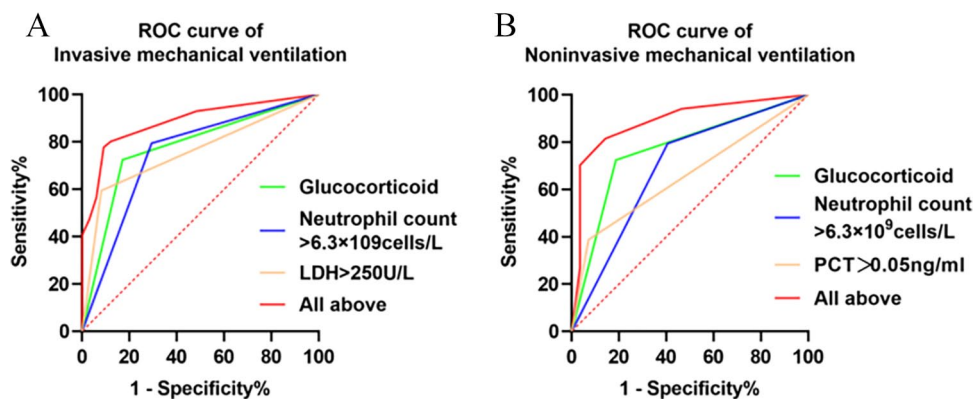 A
ROC curve of
Invasive mechanical ventilation
100
80
60
40
20
0
Sensitivity%
0 20 40 60 80 100
1 - Specificity%
Glucocorticoid
Neutrophil count
>6.3×109cells/L
LDH>250U/L
All above
B
ROC curve of
Noninvasive mechanical ventilation
100
80
60
40
20
0
Sensitivity%
0 20 40 60 80 100
1 - Specificity%
Glucocorticoid
Neutrophil count
>6.3×10⁹cells/L
PCT＞0.05ng/ml
All above